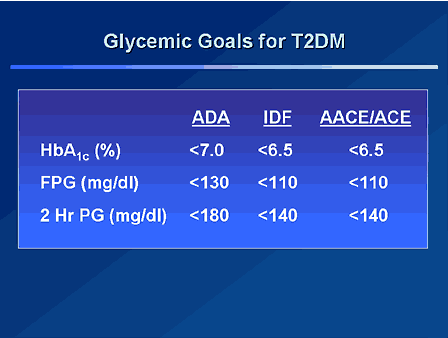 Glycemic Goals for T2DM
ADA IDF AACE/ACE
HbA1c (%) <7.0 <6.5 <6.5
FPG (mg/dl) <130 <110 <110
2 Hr PG (mg/dl) <180 <140 <140